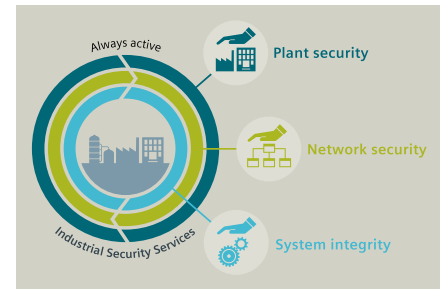 Always active
Plant security
Network security
System integrity
Industrial Security Services